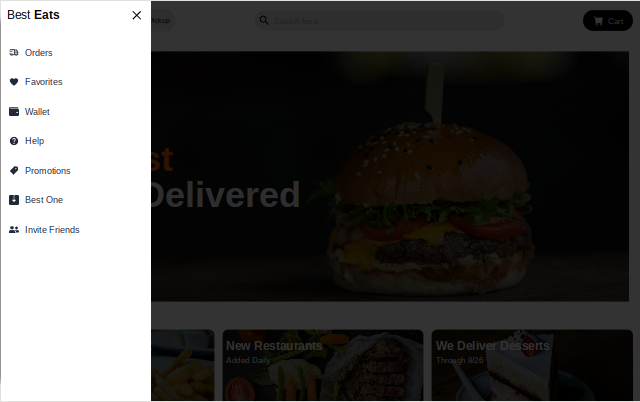 Best Eats
Orders
Favorites
Wallet
Help
Promotions
Best One
Invite Friends
Pickup
Search here..
Cart
st
Delivered
New Restaurants
Added Daily
We Deliver Desserts
Through 8/26